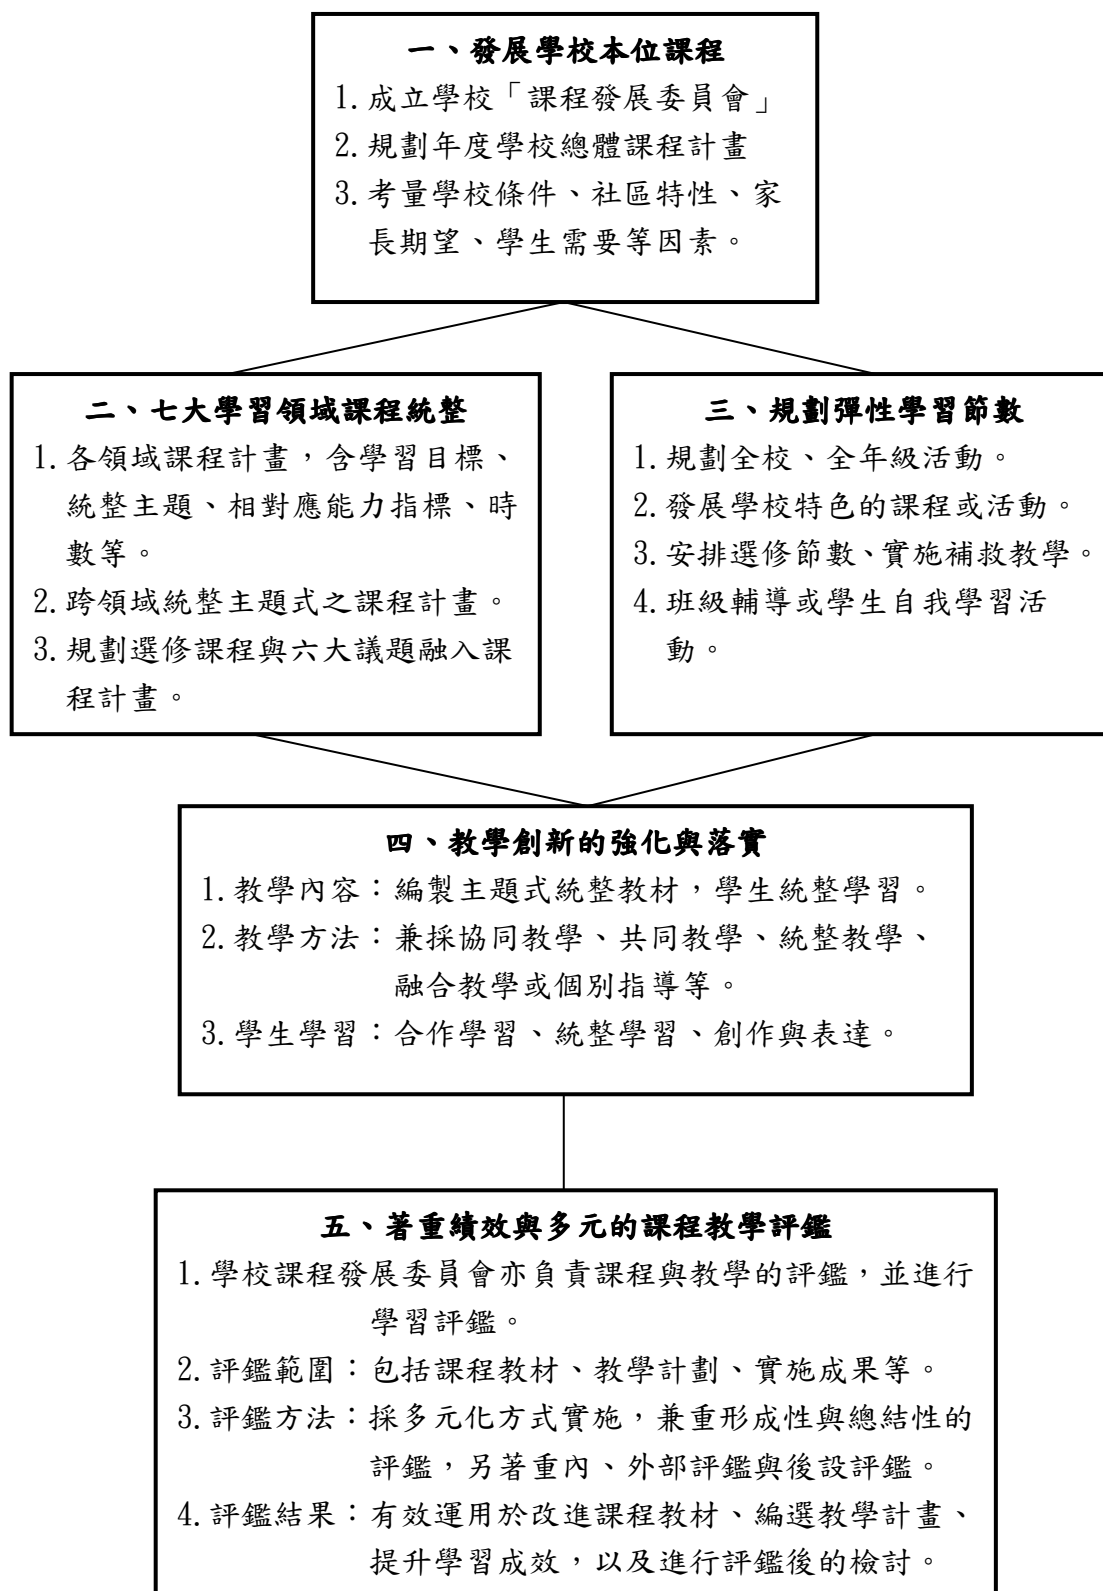 一、發展學校本位課程
1.成立學校「課程發展委員會」
2.規劃年度學校總體課程計畫
3.考量學校條件、社區特性、家
長期望、學生需要等因素。
二、七大學習領域課程統整
1.各領域課程計畫，含學習目標、
統整主題、相對應能力指標、時
數等。
2.跨領域統整主題式之課程計畫。
3.規劃選修課程與六大議題融入課
程計畫。
三、規劃彈性學習節數
1.規劃全校、全年級活動。
2.發展學校特色的課程或活動。
3.安排選修節數、實施補救教學。
4.班級輔導或學生自我學習活
動。
四、教學創新的強化與落實
1.教學內容：編製主題式統整教材，學生統整學習。
2.教學方法：兼採協同教學、共同教學、統整教學、
融合教學或個別指導等。
3.學生學習：合作學習、統整學習、創作與表達。
五、著重績效與多元的課程教學評鑑
1.學校課程發展委員會亦負責課程與教學的評鑑，並進行
學習評鑑。
2.評鑑範圍：包括課程教材、教學計劃、實施成果等。
3.評鑑方法：採多元化方式實施，兼重形成性與總結性的
評鑑，另著重內、外部評鑑與後設評鑑。
4.評鑑結果：有效運用於改進課程教材、編選教學計畫、
提升學習成效，以及進行評鑑後的檢討。